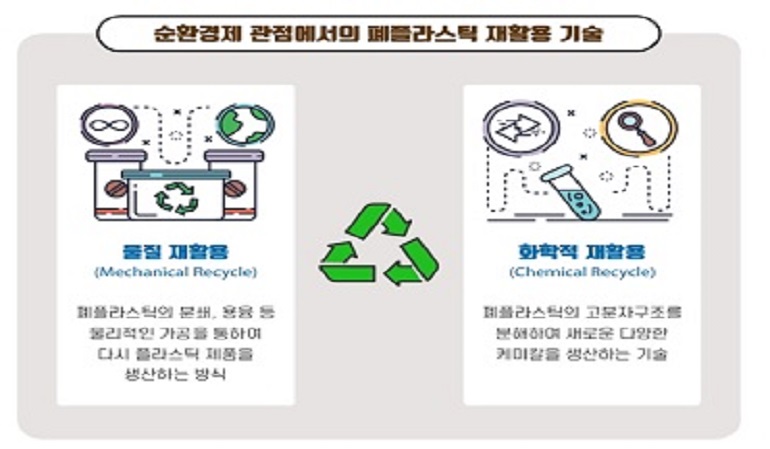 순환경제 관점에서의 폐플라스틱 재활용 기술
물질 재활용
(Mechanical Recycle)
폐플라스틱의 분쇄, 용융 등
물리적인 가공을 통하여
다시 플라스틱 제품을
생산하는 방식
화학적 재활용
(Chemical Recycle)
폐플라스틱의 고분자구조를
분해하여 새로운 다양한
케미칼을 생산하는 기술